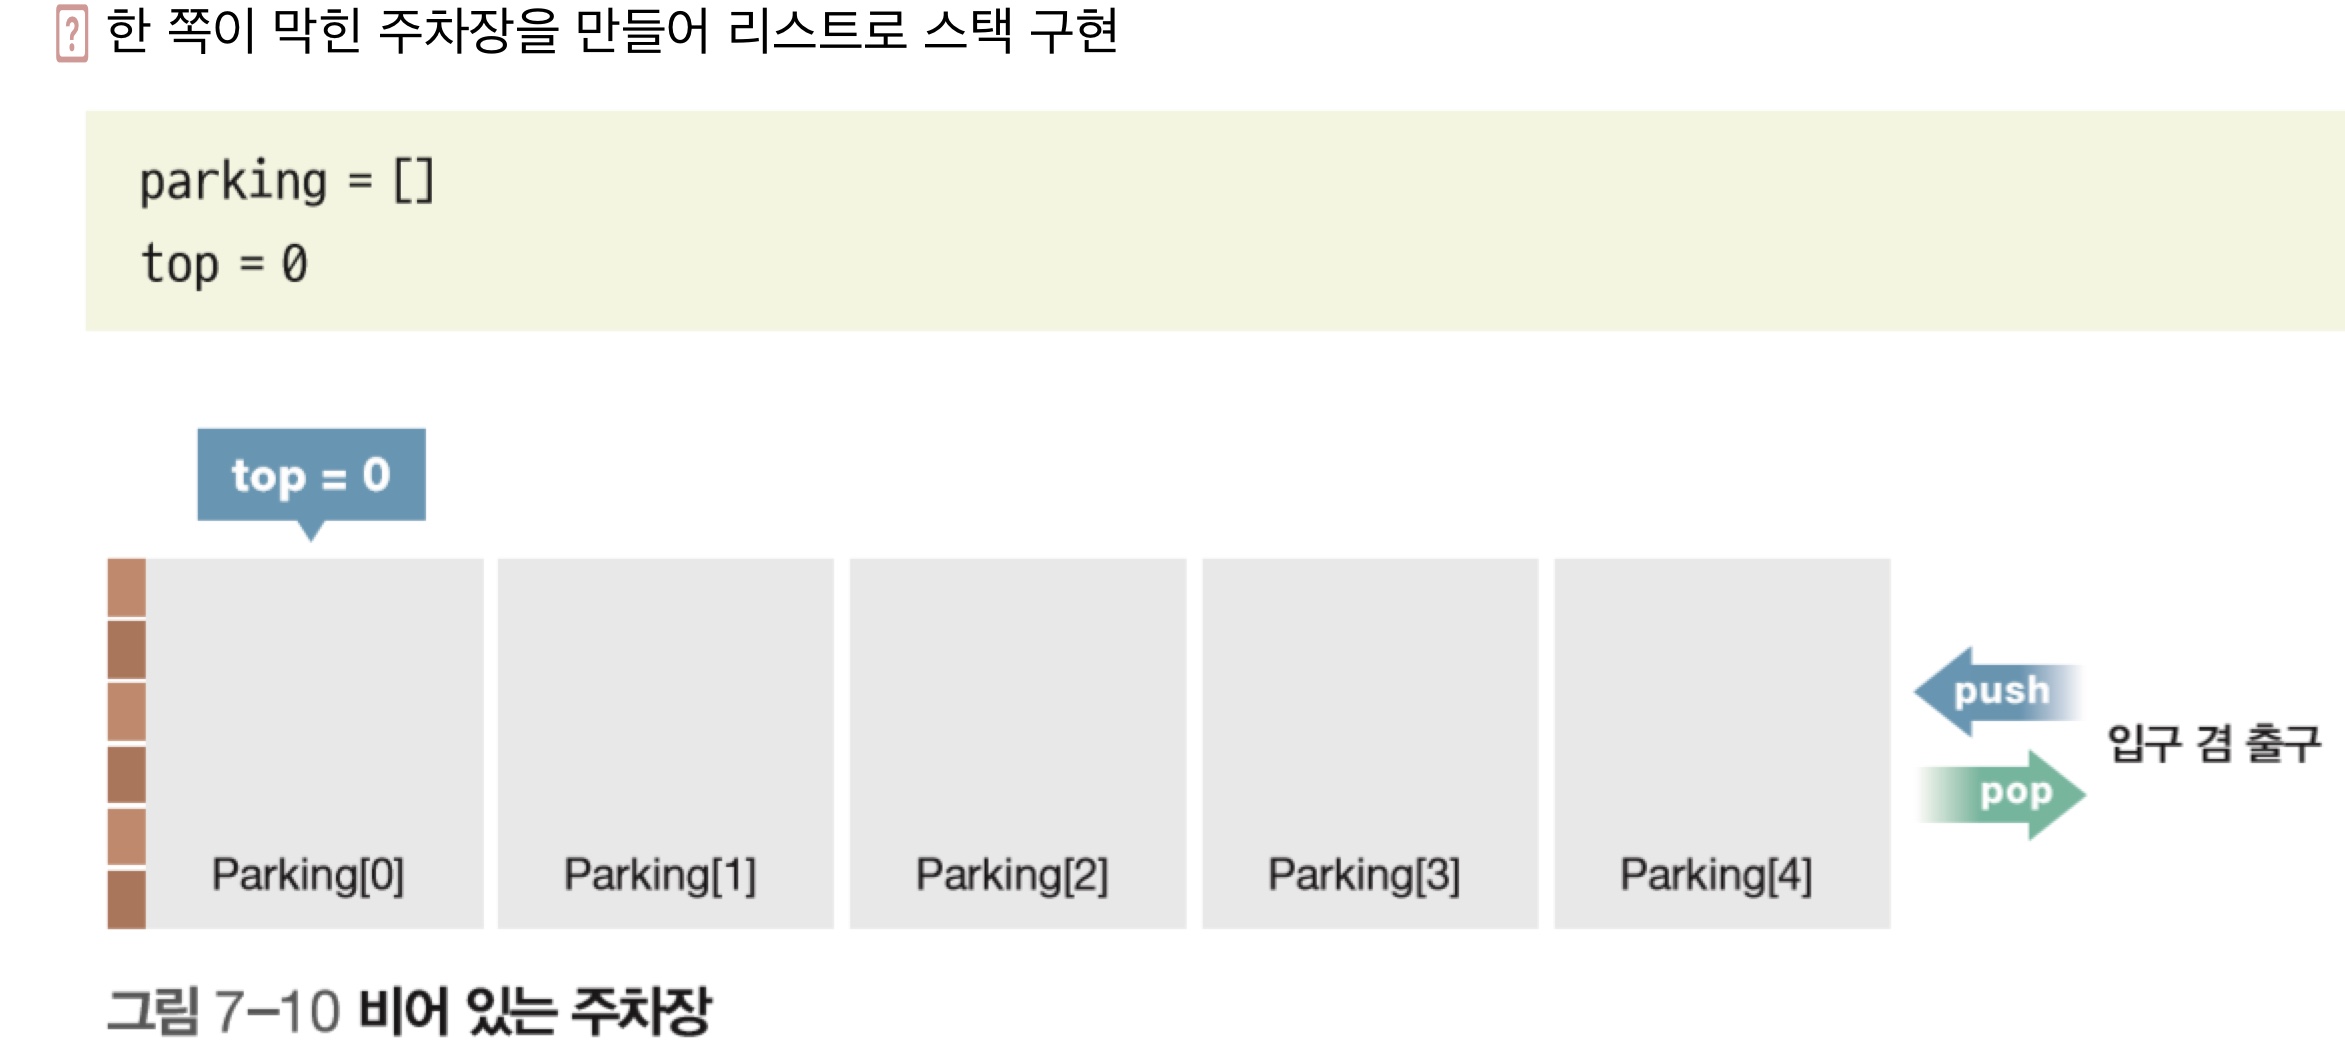 한 쪽이 막힌 주차장을 만들어 리스트로 스택 구현
parking = []
top = 0
top = 0
Parking[0] Parking[1] Parking[2] Parking[3] Parking[4]
push
입구 겸 출구
pop
그림 7-10 비어 있는 주차장